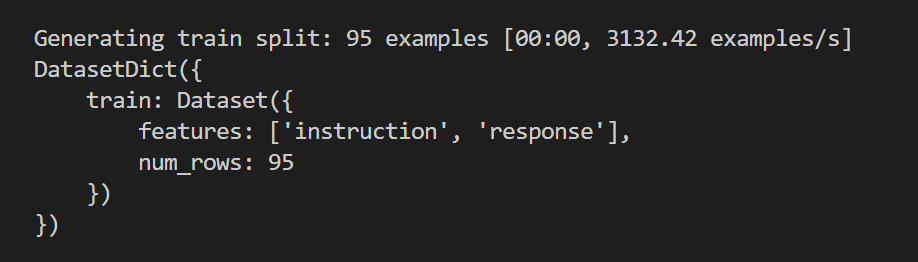 Generating train split: 95 examples [00:00, 3132.42 examples/s]
DatasetDict({
    train: Dataset({
        features: ['instruction', 'response'],
        num_rows: 95
    })
})